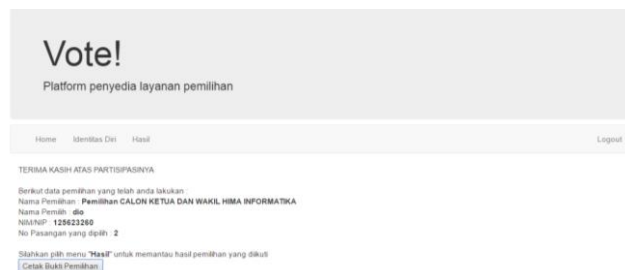 Vote!
Platform penyedia layanan pemilihan
Home Identitas Diri Hasil Logout
TERIMA KASIH ATAS PARTISIPASINYA
Berikut data pemilihan yang telah anda lakukan :
Nama Pemilihan : Pemilihan CALON KETUA DAN WAKIL HIMA INFORMATIKA
Nama Pemilih : dio
NIM/NIP : 125623260
No Pasangan yang dipilih : 2
Silahkan pilih menu "Hasil" untuk memantau hasil pemilihan yang diikuti
Cetak Bukti Pemilihan